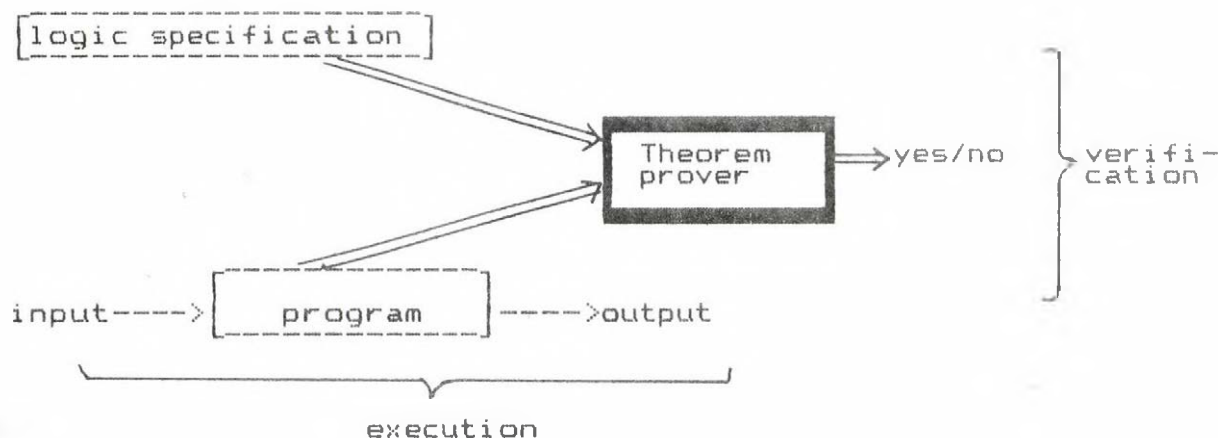 logic specification
Theorem
prover
yes/no
verifi-
cation
input
program
output
execution